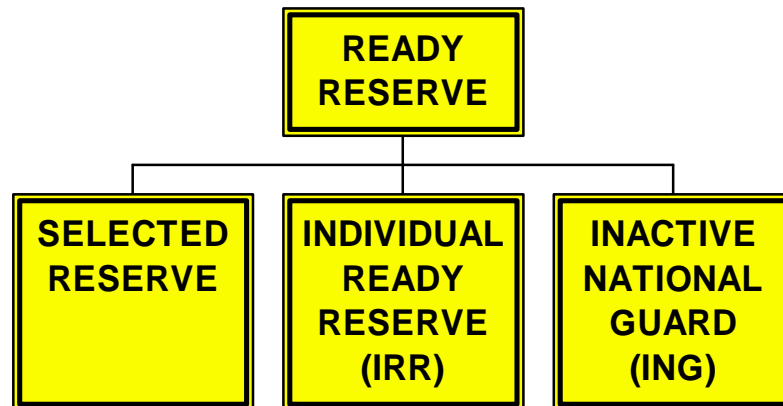 READY
RESERVE
SELECTED
RESERVE
INDIVIDUAL
READY
RESERVE
(IRR)
INACTIVE
NATIONAL
GUARD
(ING)